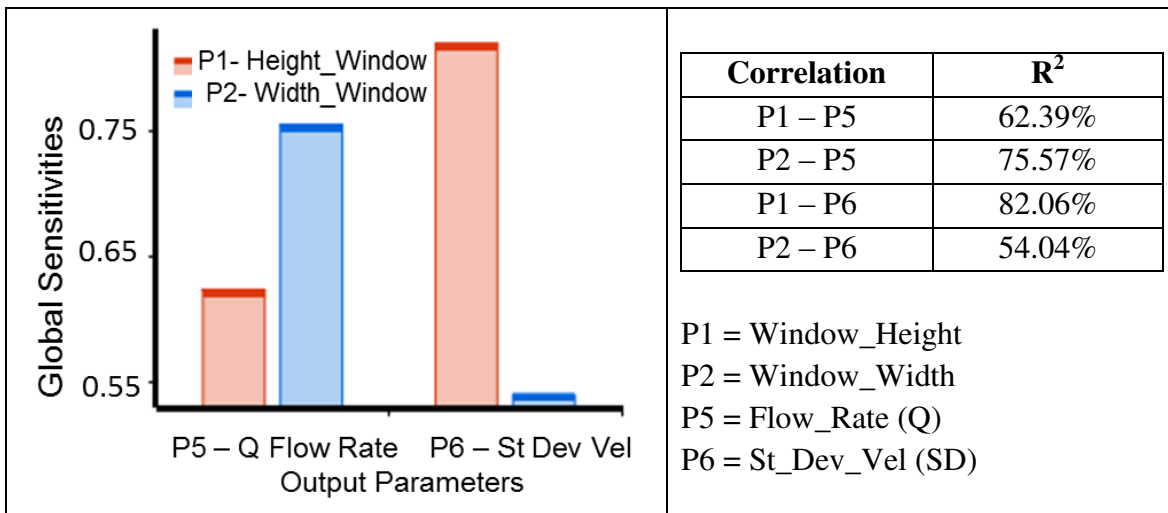 P1- Height_Window
P2- Width_Window
Global Sensitivities
0.75
0.65
0.55
P5 – Q Flow Rate P6 – St Dev Vel
Output Parameters
Correlation R²
P1 – P5 62.39%
P2 – P5 75.57%
P1 – P6 82.06%
P2 – P6 54.04%
P1 = Window_Height
P2 = Window_Width
P5 = Flow_Rate (Q)
P6 = St_Dev_Vel (SD)